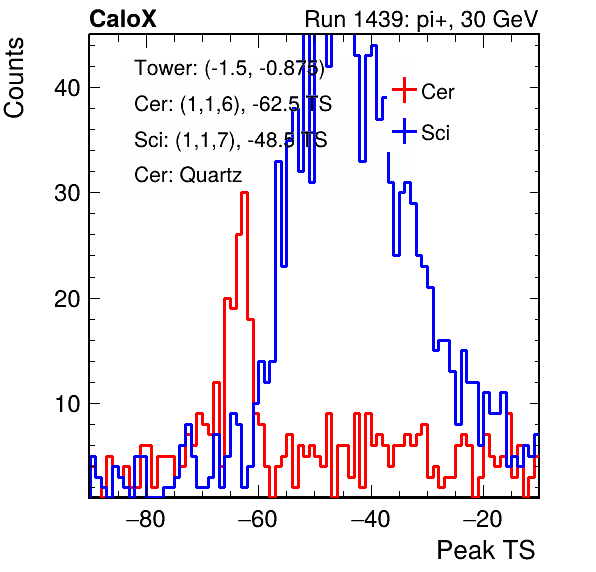 CaloX Run 1439: pi+, 30 GeV
Counts
Tower: (-1.5, -0.875)
Cer: (1,1,6), -62.5 TS
Sci: (1,1,7), -48.5 TS
Cer: Quartz
Cer
Sci
40
30
20
10
−80 −60 −40 −20
Peak TS